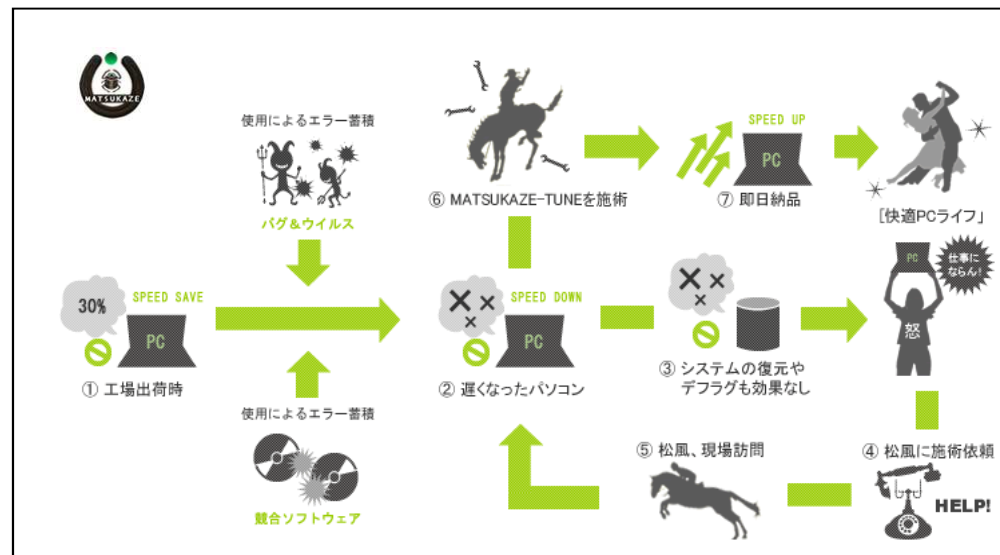 MATSUKAZE
使用によるエラー蓄積
バグ&ウイルス
30%
SPEED SAVE
PC
① 工場出荷時
使用によるエラー蓄積
競合ソフトウェア
SPEED DOWN
PC
② 遅くなったパソコン
③ システムの復元や
デフラグも効果なし
PC
仕事に
ならん!
怒
④ 松風に施術依頼
HELP!
⑤ 松風、現場訪問
⑥ MATSUKAZE-TUNEを施術
SPEED UP
PC
⑦ 即日納品
[快適PCライフ」